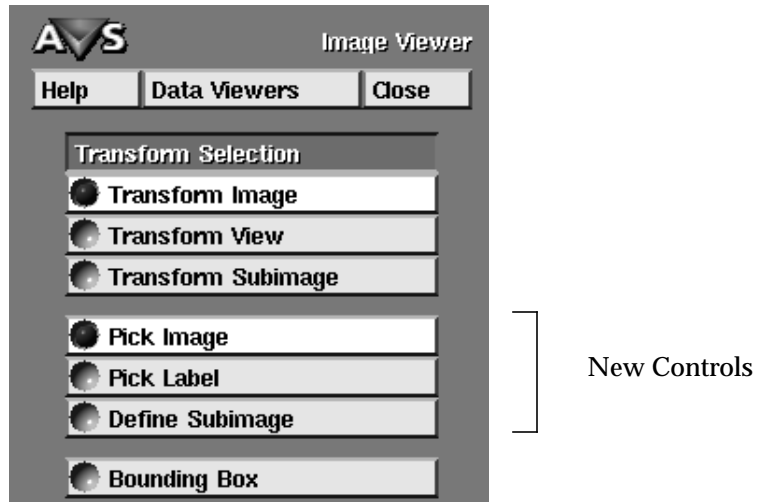 AVS
Image Viewer
Help Data Viewers Close
Transform Selection
Transform Image
Transform View
Transform Subimage
Pick Image
Pick Label
Define Subimage
New Controls
Bounding Box